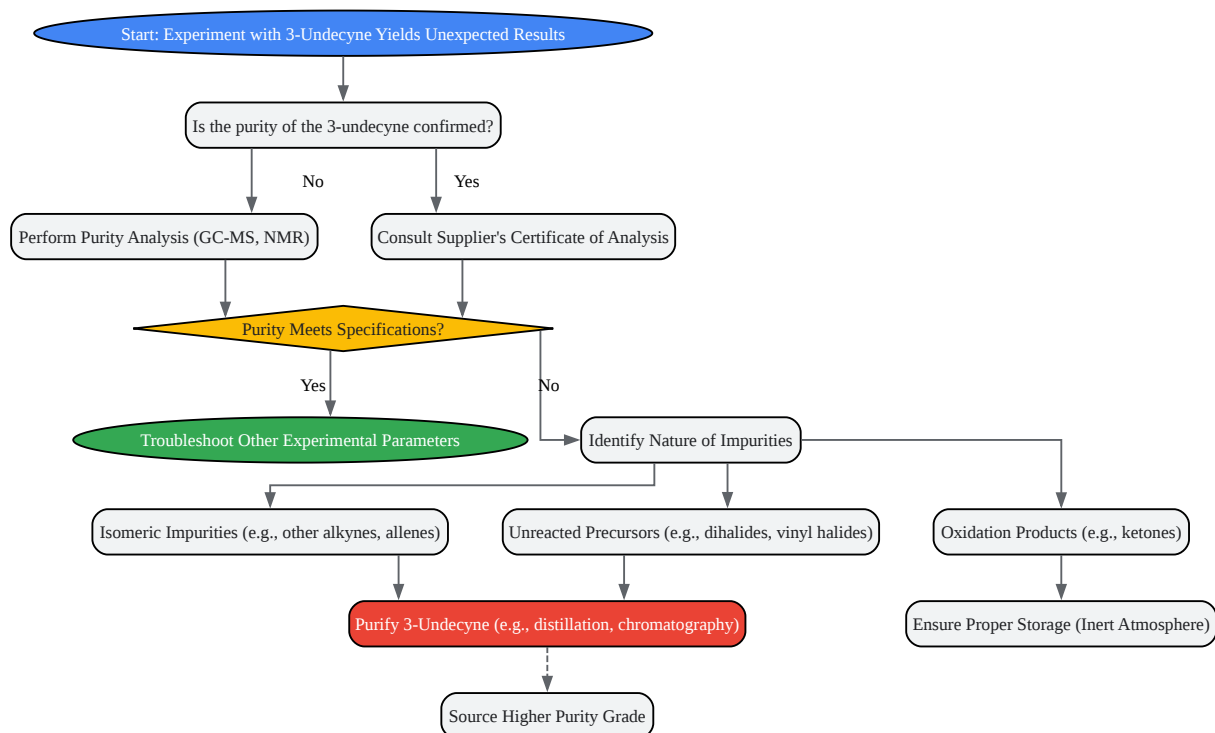 Start: Experiment with 3-Undecyne Yields Unexpected Results
Is the purity of the 3-undecyne confirmed?
No
Yes
Perform Purity Analysis (GC-MS, NMR)
Consult Supplier's Certificate of Analysis
Purity Meets Specifications?
Yes
No
Troubleshoot Other Experimental Parameters
Identify Nature of Impurities
Isomeric Impurities (e.g., other alkynes, allenes)
Unreacted Precursors (e.g., dihalides, vinyl halides)
Oxidation Products (e.g., ketones)
Purify 3-Undecyne (e.g., distillation, chromatography)
Ensure Proper Storage (Inert Atmosphere)
Source Higher Purity Grade